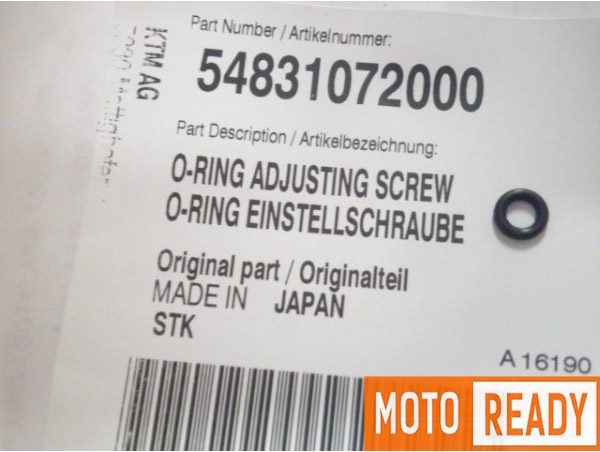 Part Number / Artikelnummer:
54831072000
KTM AG
Part Description / Artikelbezeichnung:
O-RING ADJUSTING SCREW
O-RING EINSTELLSCHRAUBE
Original part / Originalteil
MADE IN JAPAN
STK
A 16190
MOTO READY